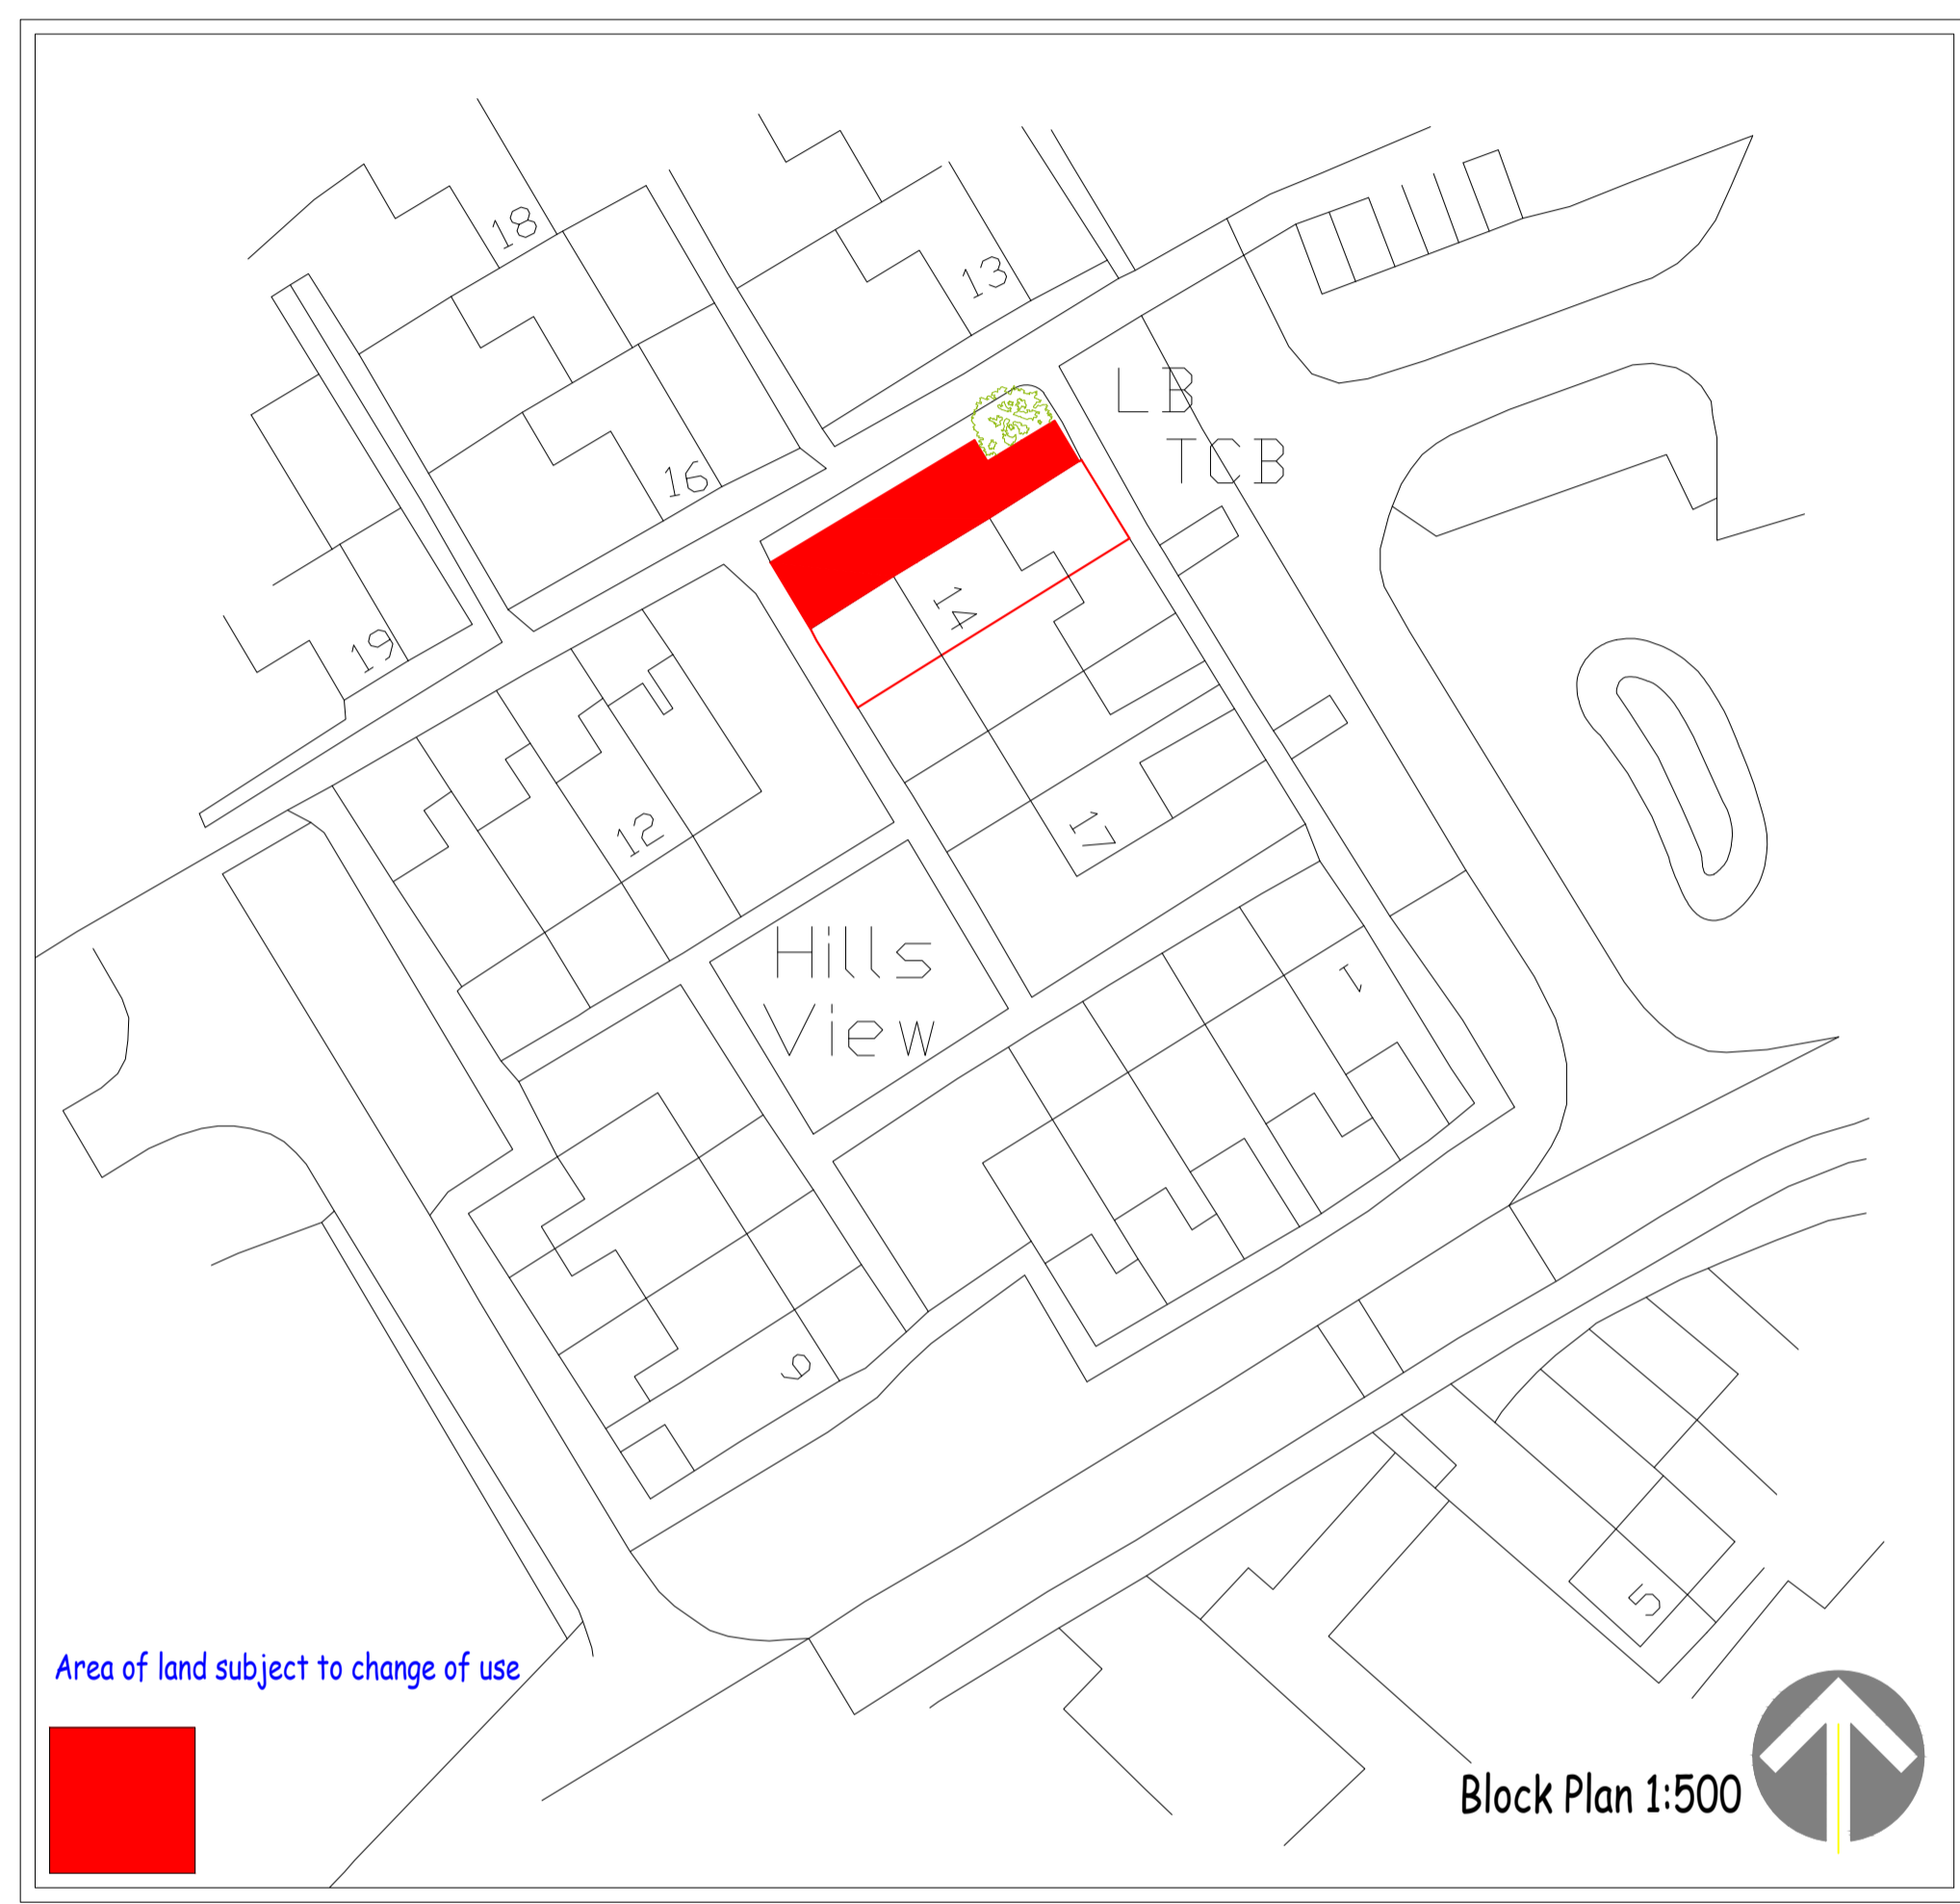 18
13
LB
TCB
16
14
19
12
17
Hills
View
1
9
5
Area of land subject to change of use
Block Plan 1:500